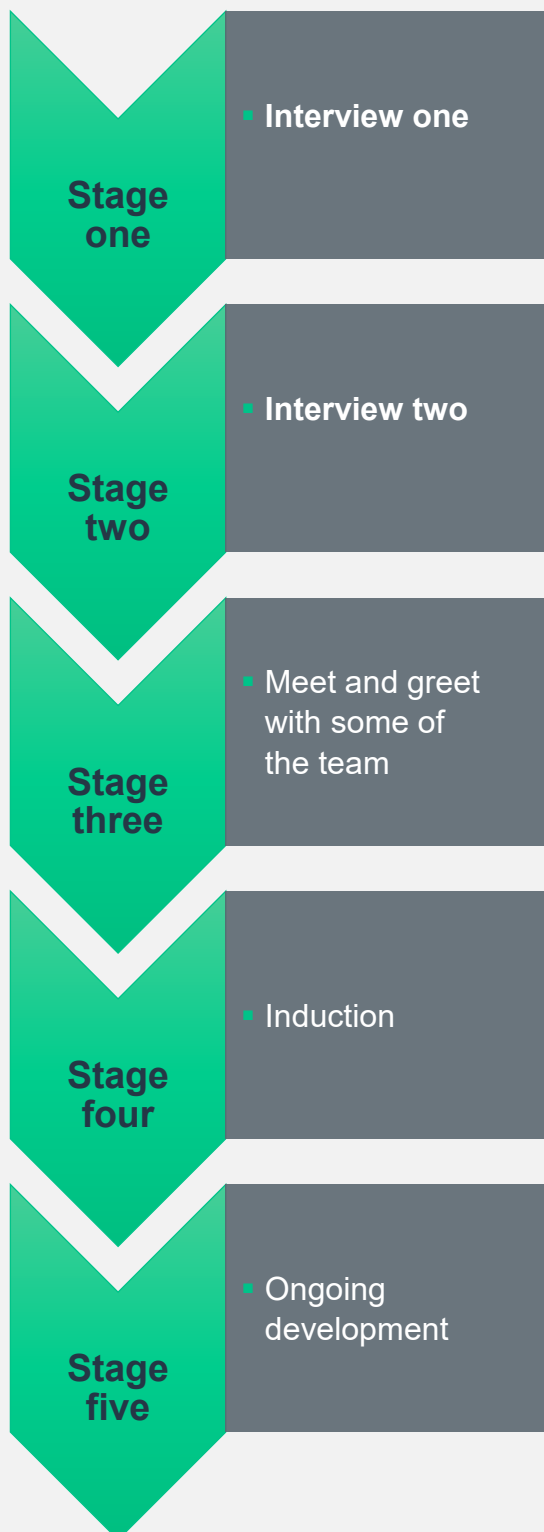 Stage
one
Interview one
Stage
two
Interview two
Stage
three
Meet and greet
with some of
the team
Stage
four
Induction
Stage
five
Ongoing
development